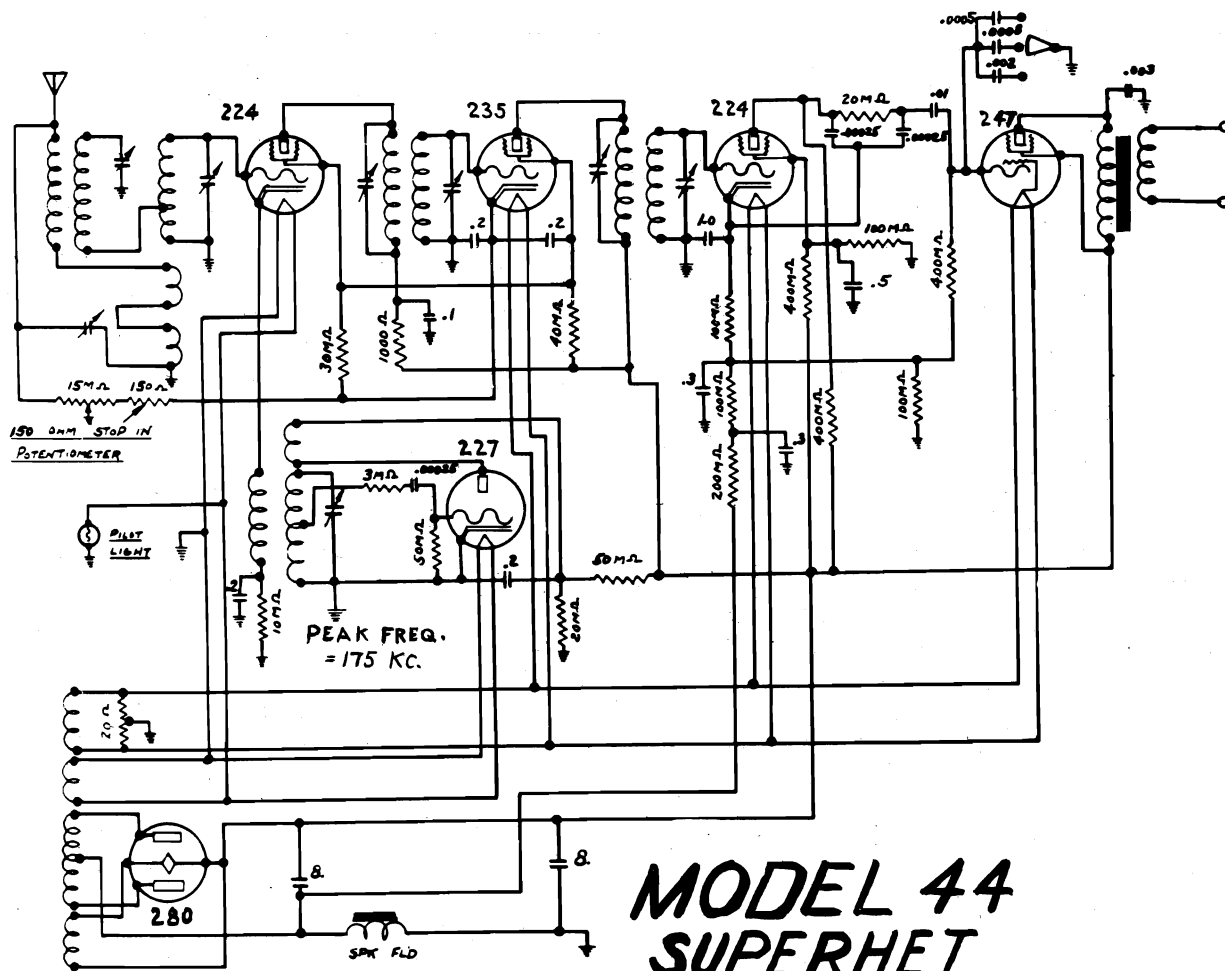 .0005
.0005
.002
.003
224
235
224
20MΩ
.01
247
.00025
.00025
.2
.2
1.0
100MΩ
400MΩ
.5
400MΩ
.1
30MΩ
1000Ω
40MΩ
100MΩ
15MΩ
150Ω
150 OHM STOP IN
POTENTIOMETER
.3
100MΩ
400MΩ
100MΩ
.3
200MΩ
227
3MΩ
.00025
50MΩ
PILOT
LIGHT
.2
50MΩ
.2
10MΩ
20MΩ
PEAK FREQ.
=175 KC.
20Ω
280
8
8
SPK FLD
MODEL 44
SUPERHET